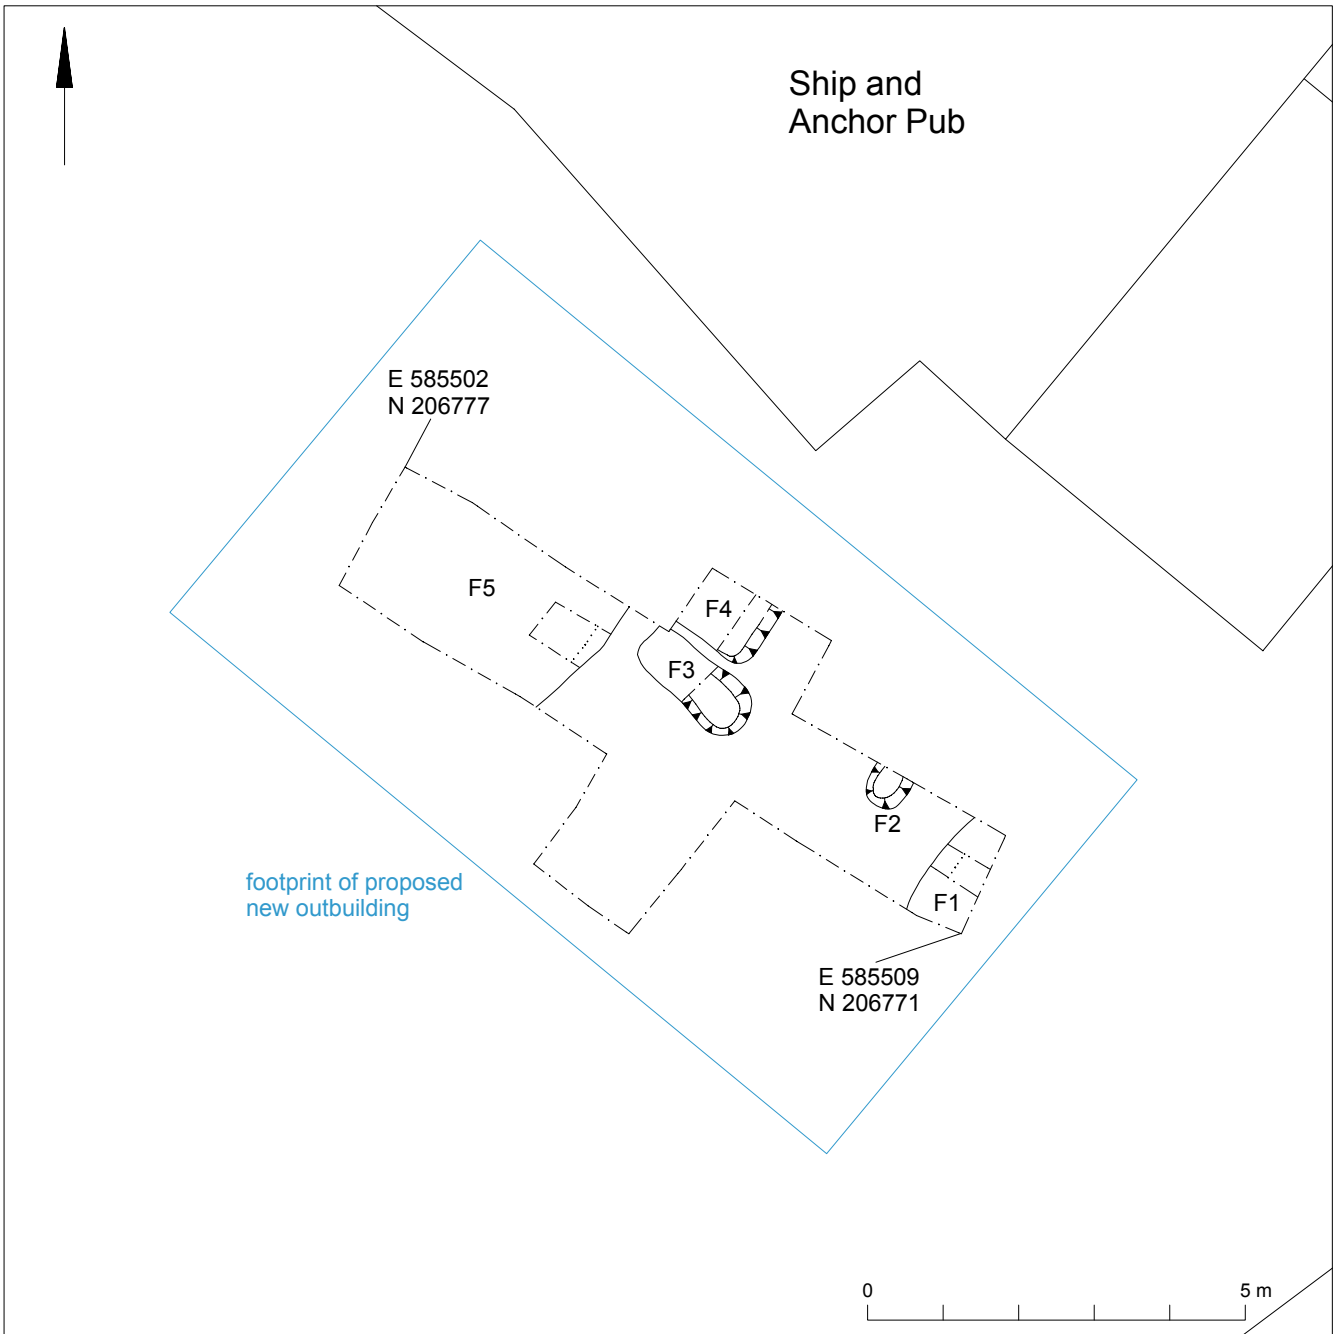 Ship and
Anchor Pub
E 585502
N 206777
F5
F4
F3
F2
F1
footprint of proposed
new outbuilding
E 585509
N 206771
0
5 m